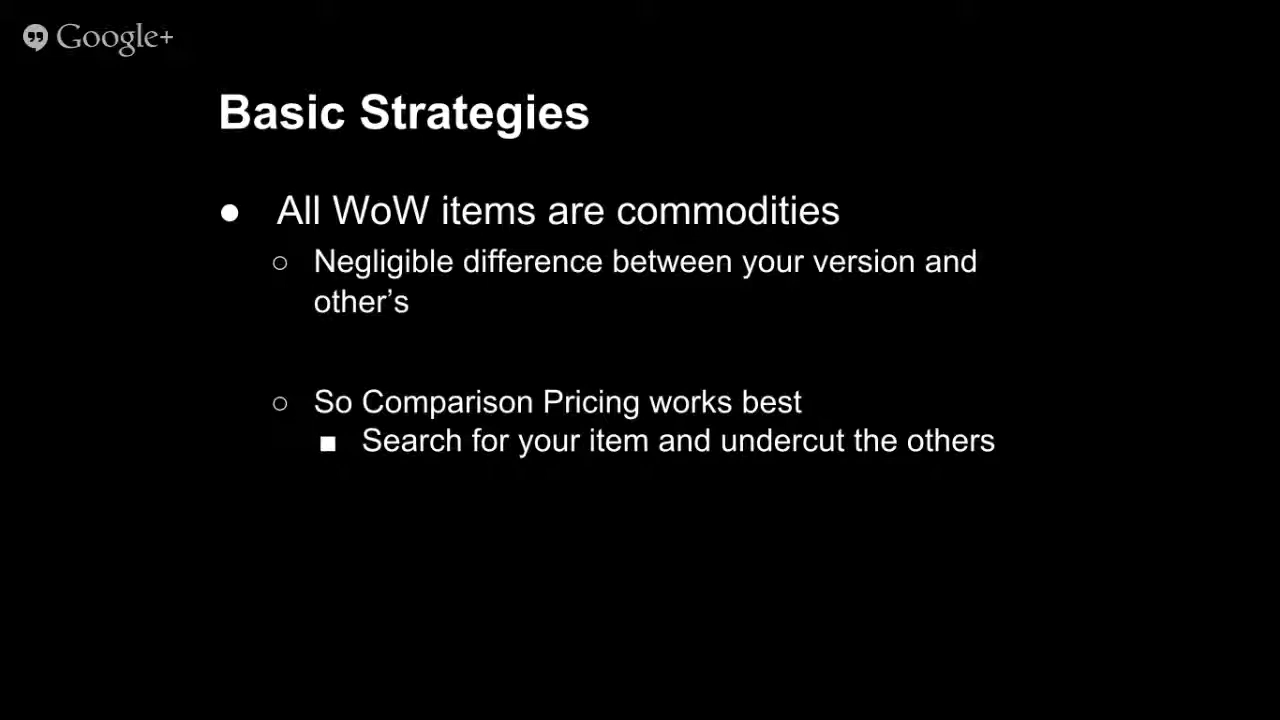 Google+
Basic Strategies
● All WoW items are commodities
○ Negligible difference between your version and
other’s
○ So Comparison Pricing works best
■ Search for your item and undercut the others